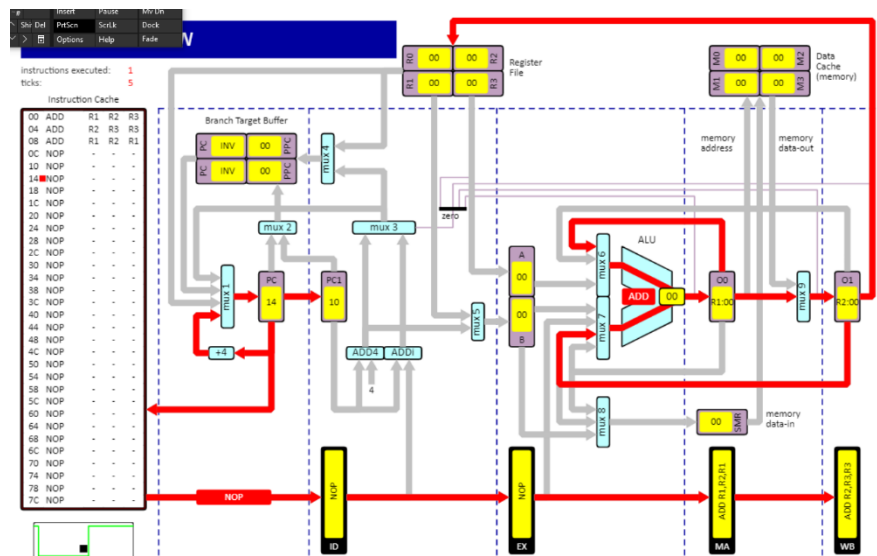 Insert Pause My Dn
Shir Del PrtScn ScrLk Dock
Options Help Fade
W
instructions executed: 1
ticks: 5
Instruction Cache
00 ADD R1 R2 R3
04 ADD R2 R3 R3
08 ADD R1 R2 R1
0C NOP - - -
10 NOP - - -
14 NOP - - -
18 NOP - - -
1C NOP - - -
20 NOP - - -
24 NOP - - -
28 NOP - - -
2C NOP - - -
30 NOP - - -
34 NOP - - -
38 NOP - - -
3C NOP - - -
40 NOP - - -
44 NOP - - -
48 NOP - - -
4C NOP - - -
50 NOP - - -
54 NOP - - -
58 NOP - - -
5C NOP - - -
60 NOP - - -
64 NOP - - -
68 NOP - - -
6C NOP - - -
70 NOP - - -
74 NOP - - -
78 NOP - - -
7C NOP - - -
R0 00 00 R2
R1 00 00 R3
Register
File
M0 00 00 M2
M1 00 00 M3
Data
Cache
(memory)
Branch Target Buffer
PC INV 00 PPC
PC INV 00 PPC
mux 4
memory
address
memory
data-out
zero
mux 2
mux 3
ALU
mux 1
PC
14
PC1
10
+4
ADD4
ADDI
4
mux 5
A
00
00
B
mux 6
mux 7
ADD
00
O0
R1:00
mux 9
O1
R2:00
mux 8
00 SMR
memory
data-in
NOP
NOP
ID
NOP
EX
ADD R1,R2,R1
MA
ADD R2,R3,R3
WB